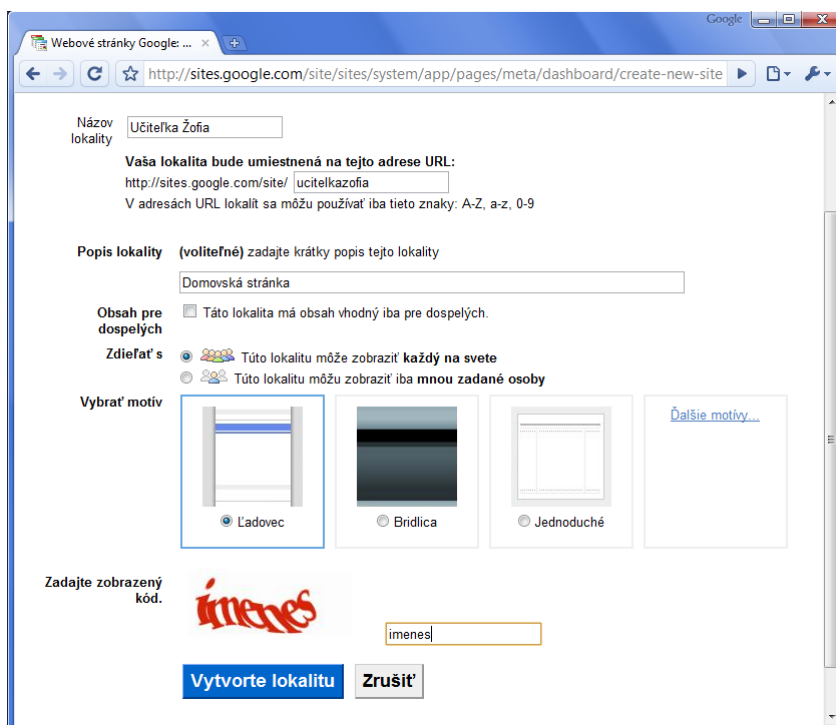 Google
Webové stránky Google: ...
http://sites.google.com/site/sites/system/app/pages/meta/dashboard/create-new-site
Názov lokality
Učiteľka Žofia
Vaša lokalita bude umiestnená na tejto adrese URL:
http://sites.google.com/site/ ucitelkazofia
V adresách URL lokalít sa môžu používať iba tieto znaky: A-Z, a-z, 0-9
Popis lokality (voliteľné) zadajte krátky popis tejto lokality
Domovská stránka
Obsah pre dospelých
Táto lokalita má obsah vhodný iba pre dospelých.
Zdieľať s
Túto lokalitu môže zobraziť každý na svete
Túto lokalitu môžu zobraziť iba mnou zadané osoby
Vybrať motív
Ďalšie motívy...
Ľadovec Bridlica Jednoduché
Zadajte zobrazený kód.
imenes
imenes
Vytvorte lokalitu Zrušiť